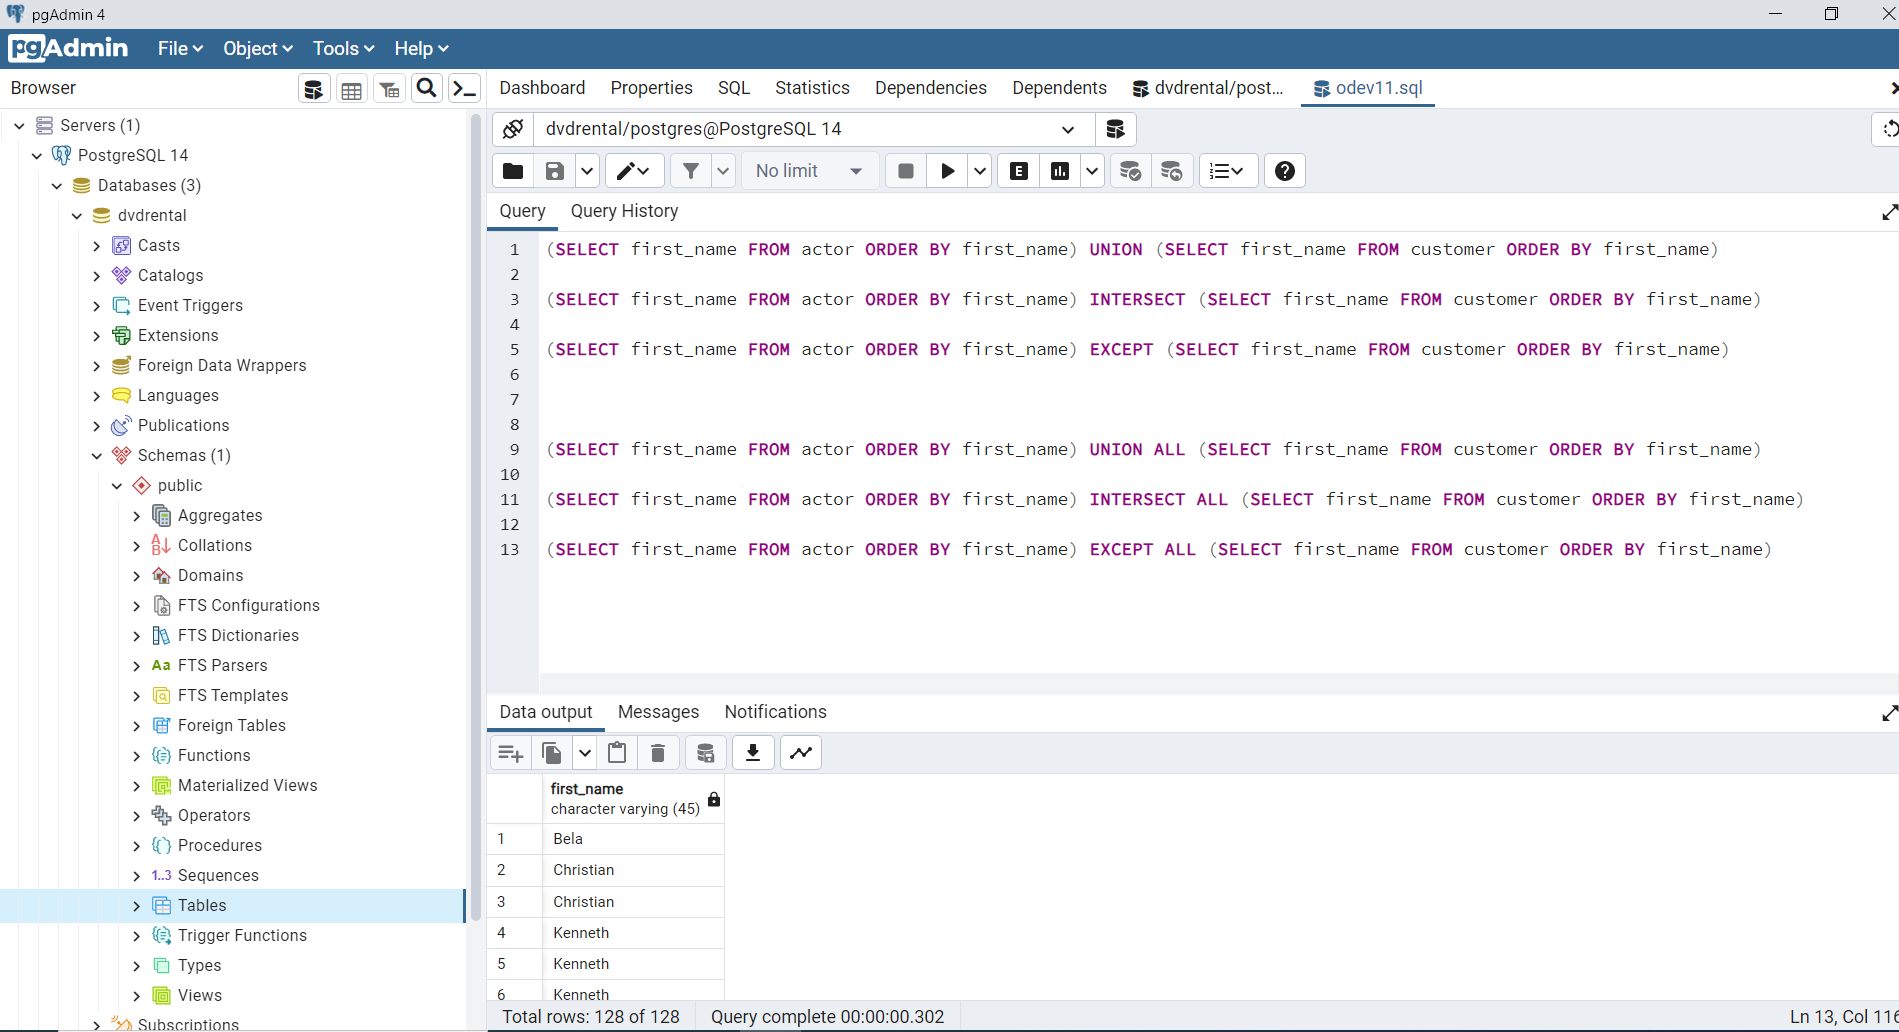 pgAdmin 4
pgAdmin File Object Tools Help
Browser
Dashboard Properties SQL Statistics Dependencies Dependents dvdrental/post... odev11.sql
Servers (1)
PostgreSQL 14
Databases (3)
dvdrental
Casts
Catalogs
Event Triggers
Extensions
Foreign Data Wrappers
Languages
Publications
Schemas (1)
public
Aggregates
Collations
Domains
FTS Configurations
FTS Dictionaries
Aa FTS Parsers
FTS Templates
Foreign Tables
Functions
Materialized Views
Operators
Procedures
1..3 Sequences
Tables
Trigger Functions
Types
Views
Subscriptions
dvdrental/postgres@PostgreSQL 14
No limit
E
Query Query History
1 (SELECT first_name FROM actor ORDER BY first_name) UNION (SELECT first_name FROM customer ORDER BY first_name)
2
3 (SELECT first_name FROM actor ORDER BY first_name) INTERSECT (SELECT first_name FROM customer ORDER BY first_name)
4
5 (SELECT first_name FROM actor ORDER BY first_name) EXCEPT (SELECT first_name FROM customer ORDER BY first_name)
6
7
8
9 (SELECT first_name FROM actor ORDER BY first_name) UNION ALL (SELECT first_name FROM customer ORDER BY first_name)
10
11 (SELECT first_name FROM actor ORDER BY first_name) INTERSECT ALL (SELECT first_name FROM customer ORDER BY first_name)
12
13 (SELECT first_name FROM actor ORDER BY first_name) EXCEPT ALL (SELECT first_name FROM customer ORDER BY first_name)
Data output Messages Notifications
first_name
character varying (45)
1 Bela
2 Christian
3 Christian
4 Kenneth
5 Kenneth
6 Kenneth
Total rows: 128 of 128 Query complete 00:00:00.302 Ln 13, Col 116